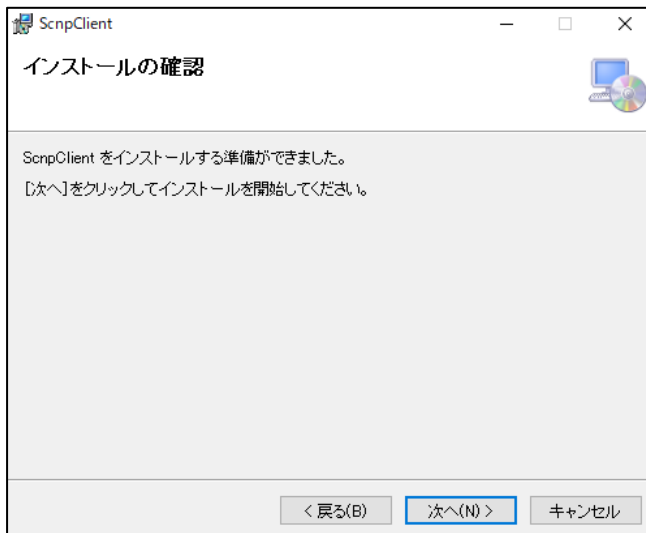 ScnpClient
インストールの確認
ScnpClient をインストールする準備ができました。
[次へ]をクリックしてインストールを開始してください。
< 戻る(B)
次へ(N) >
キャンセル